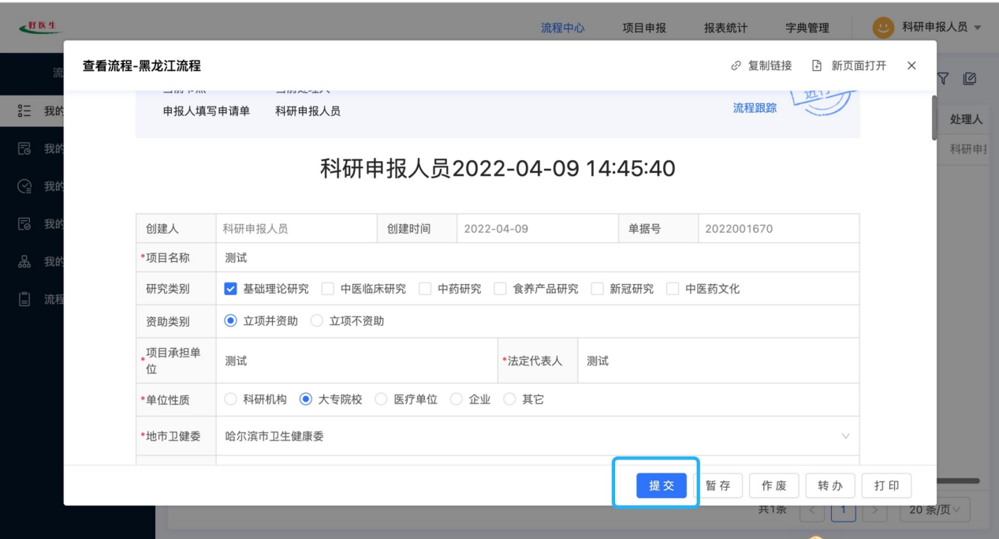 好医生
流程中心 项目申报 报表统计 字典管理 科研申报人员
查看流程-黑龙江流程 复制链接 新页面打开
申报人填写申请单 科研申报人员 流程跟踪
科研申报人员2022-04-09 14:45:40
创建人 科研申报人员 创建时间 2022-04-09 单据号 2022001670
*项目名称 测试
研究类别 基础理论研究 中医临床研究 中药研究 食养产品研究 新冠研究 中医药文化
资助类别 立项并资助 立项不资助
*项目承担单
位 测试 *法定代表人 测试
*单位性质 科研机构 大专院校 医疗单位 企业 其它
*地市卫健委 哈尔滨市卫生健康委
提交 暂存 作废 转办 打印
流
我的
我的
我的
我的
我的
流程
处理人
科研申
共1条 < 1 > 20 条/页